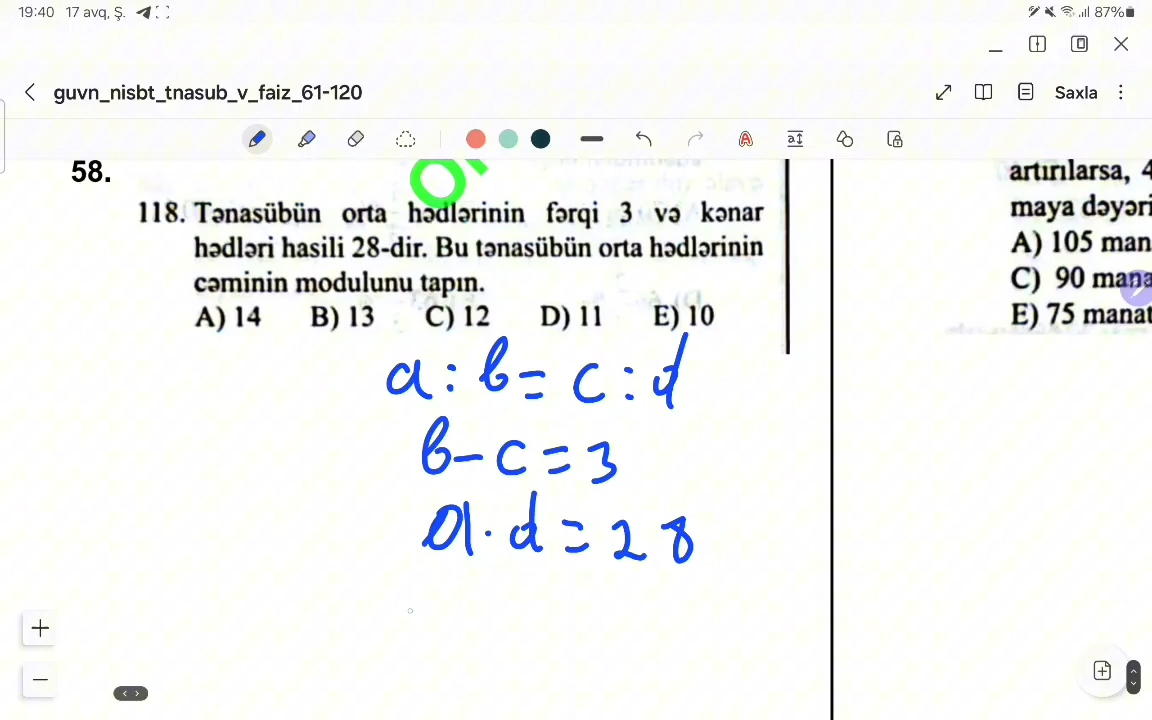 19:40 17 avq, Ş. 87%
guvn_nisbt_tnasub_v_faiz_61-120
Saxla
58.
118. Tənasübün orta hədlərinin fərqi 3 və kənar
hədləri hasili 28-dir. Bu tənasübün orta hədlərinin
cəminin modulunu tapın.
A) 14 B) 13 C) 12 D) 11 E) 10
a : b = c : d
b - c = 3
a · d = 28
artırılarsa, 4
maya dəyəri
A) 105 man
C) 90 mana
E) 75 manat